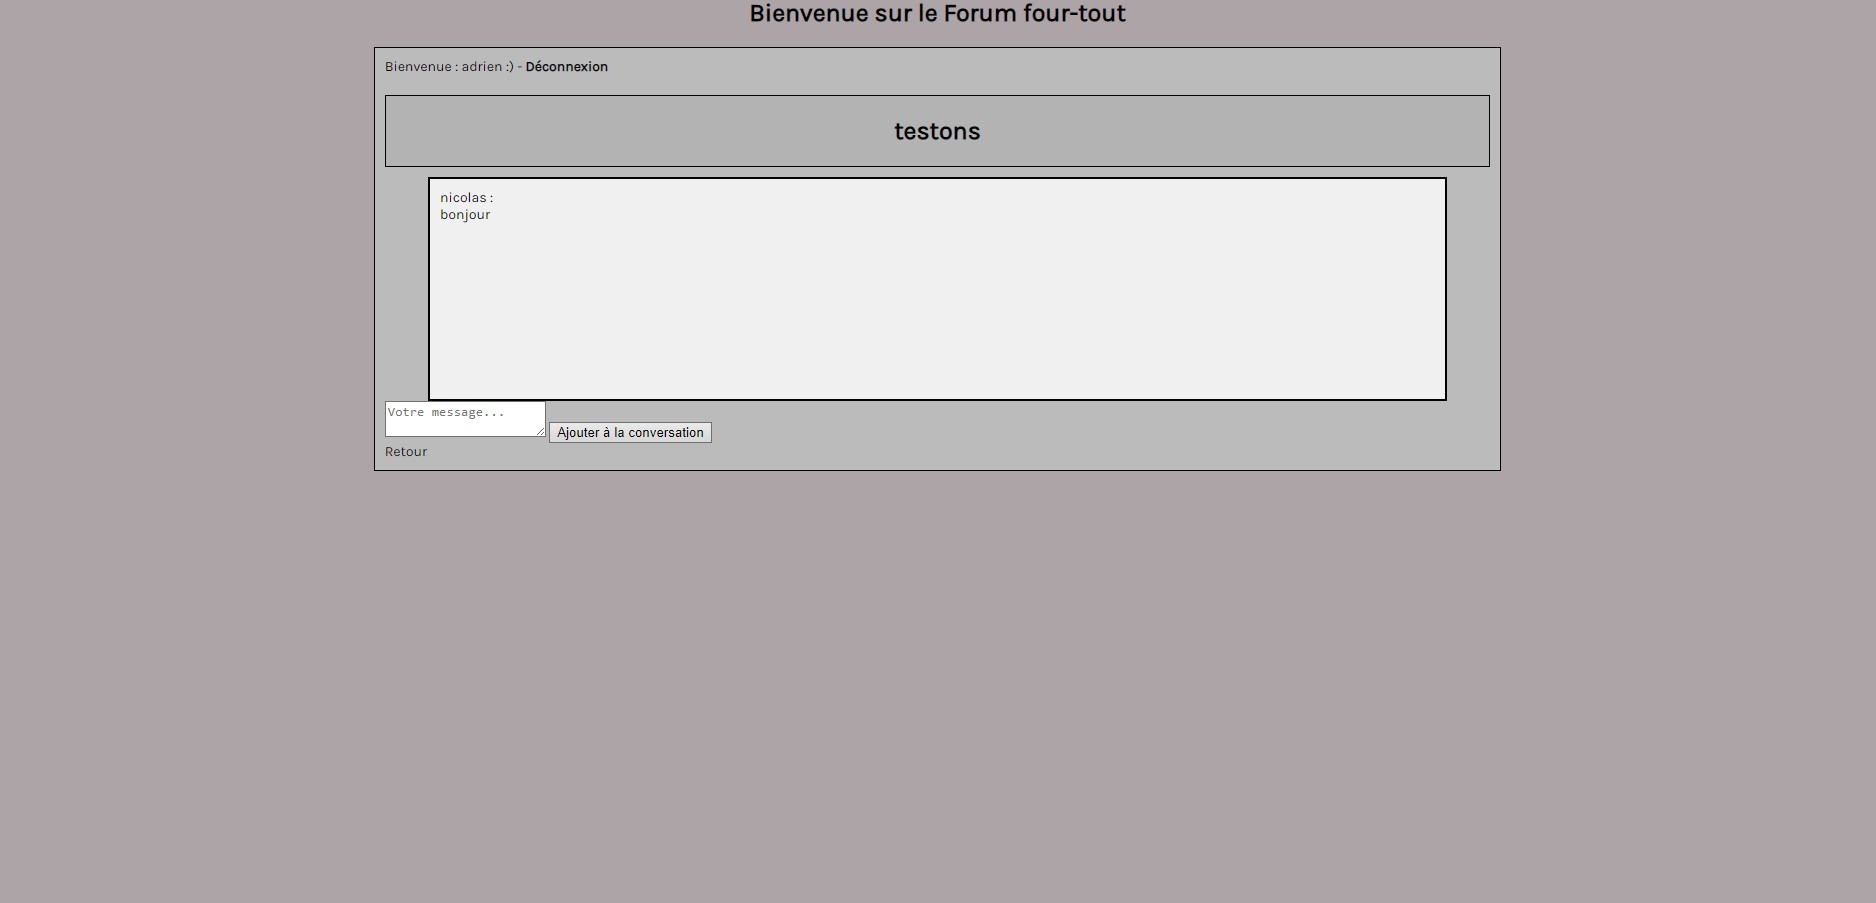 Bienvenue sur le Forum four-tout
Bienvenue : adrien :) - Déconnexion
testons
nicolas :
bonjour
Votre message...
Ajouter à la conversation
Retour